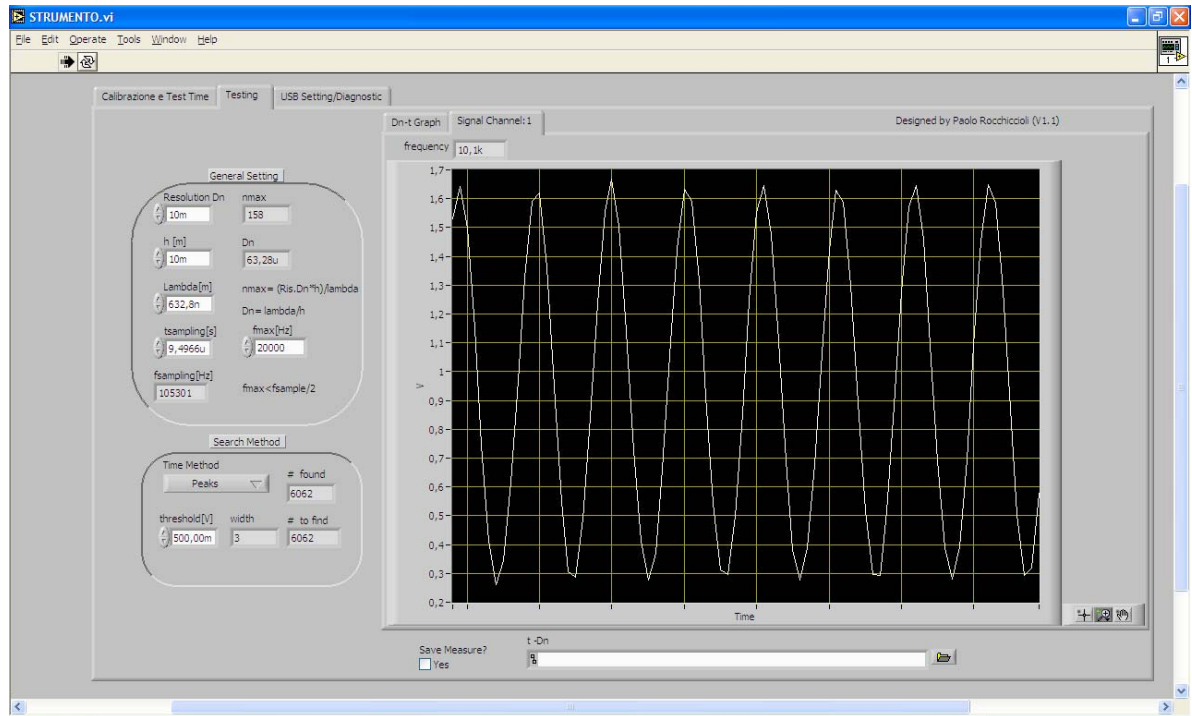 STRUMENTO.vi
File Edit Operate Tools Window Help
1
Calibrazione e Test Time Testing USB Setting/Diagnostic
Dn-t Graph Signal Channel:1 Designed by Paolo Rocchiccioli (V1.1)
frequency 10,1k
General Setting
Resolution Dn nmax
10m 158
h [m] Dn
10m 63,28u
Lambda[m] nmax= (Ris.Dn*h)/lambda
632,8n Dn= lambda/h
tsampling[s] fmax[Hz]
9,4966u 20000
fsampling[Hz]
105301 fmax<fsample/2
Search Method
Time Method # found
Peaks 6062
threshold[V] width # to find
500,00m 3 6062
1,7
1,6
1,5
1,4
1,3
1,2
1,1
1
0,9
0,8
0,7
0,6
0,5
0,4
0,3
0,2
V
Time
Save Measure? t -Dn
Yes